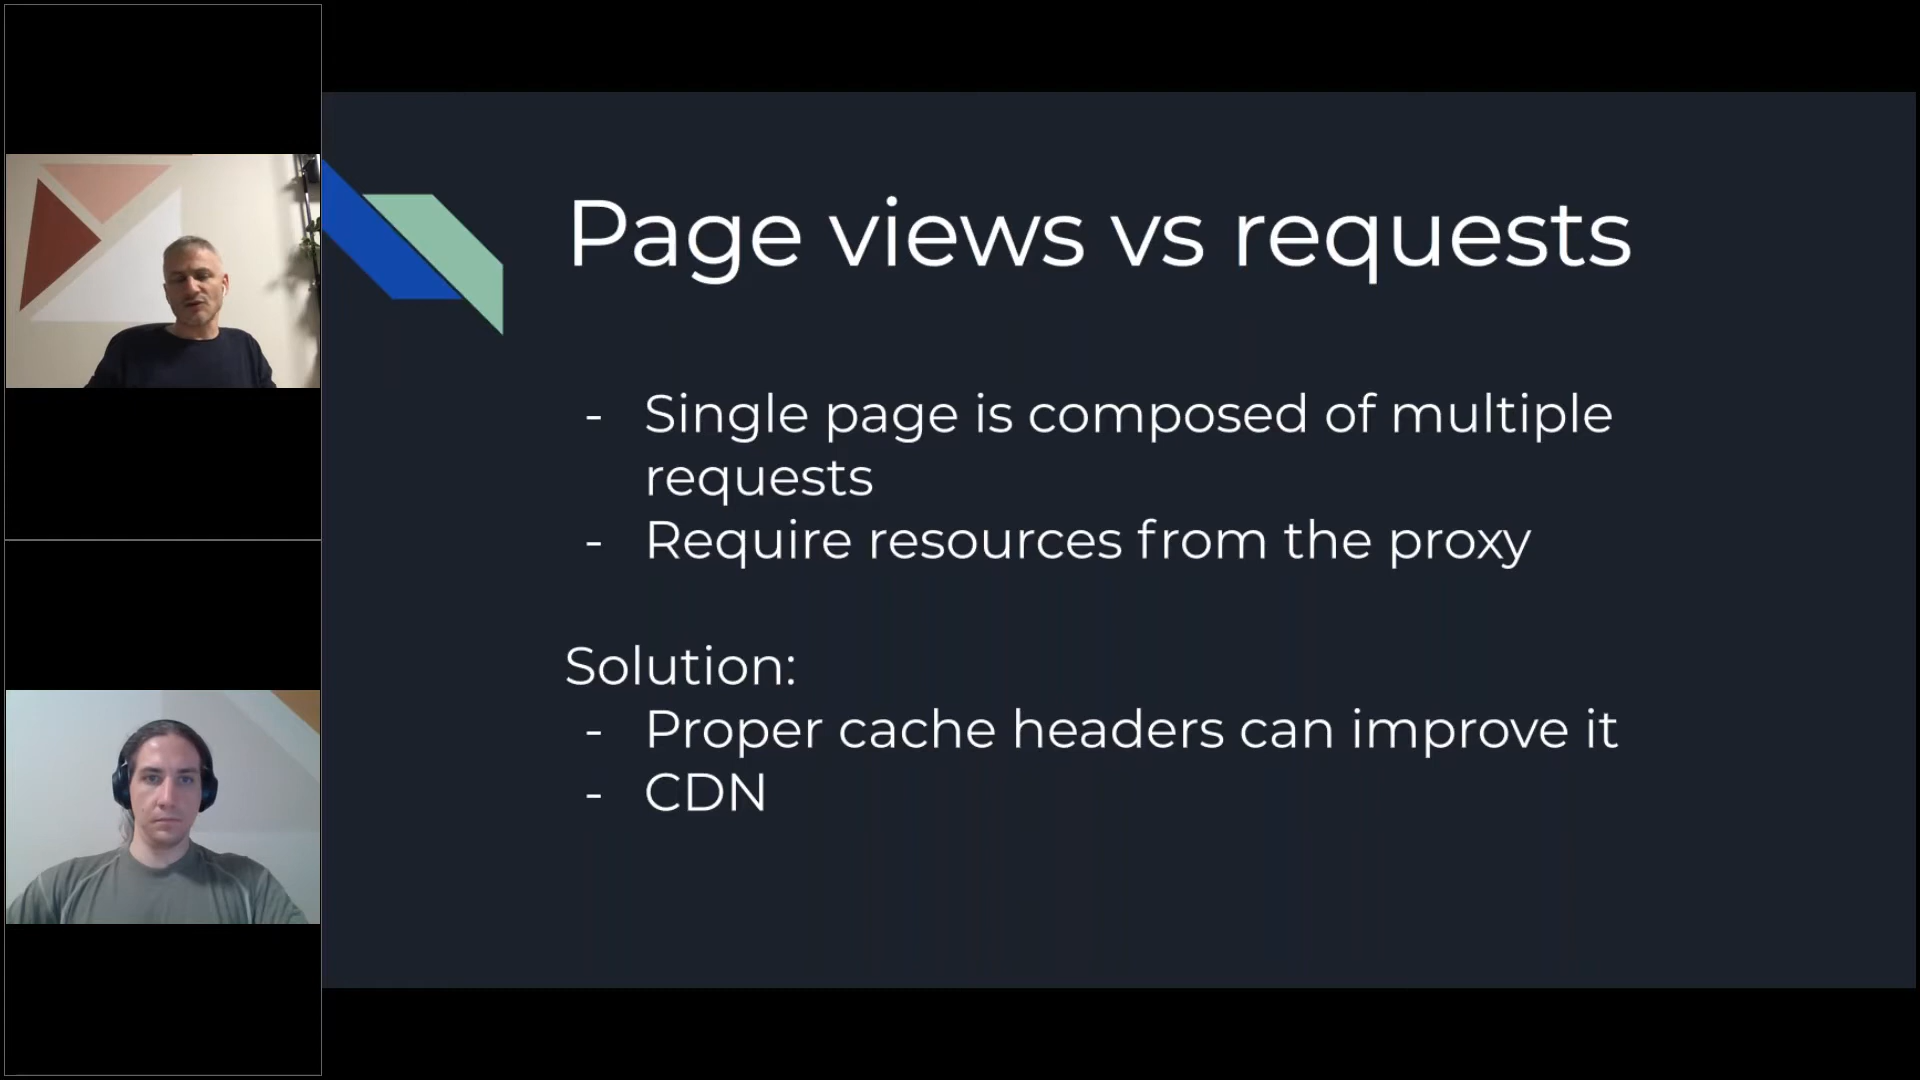 Page views vs requests
- Single page is composed of multiple
requests
- Require resources from the proxy
Solution:
- Proper cache headers can improve it
- CDN